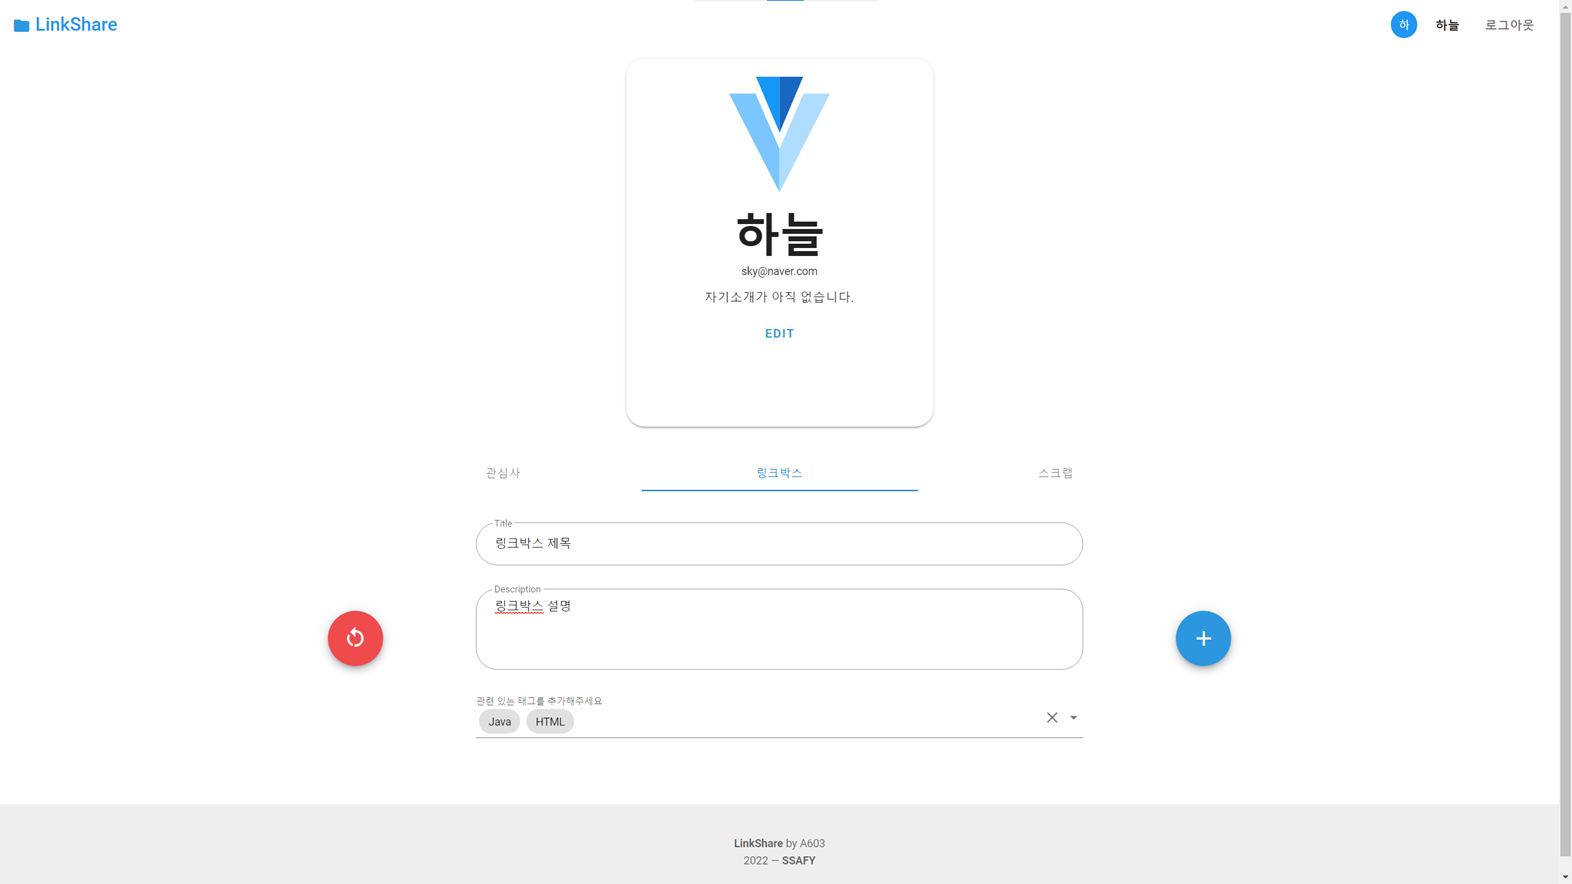 LinkShare
하 하늘 로그아웃
하늘
sky@naver.com
자기소개가 아직 없습니다.
EDIT
관심사 링크박스 스크랩
Title
링크박스 제목
Description
링크박스 설명
관련 있는 태그를 추가해주세요
Java HTML
LinkShare by A603
2022 — SSAFY